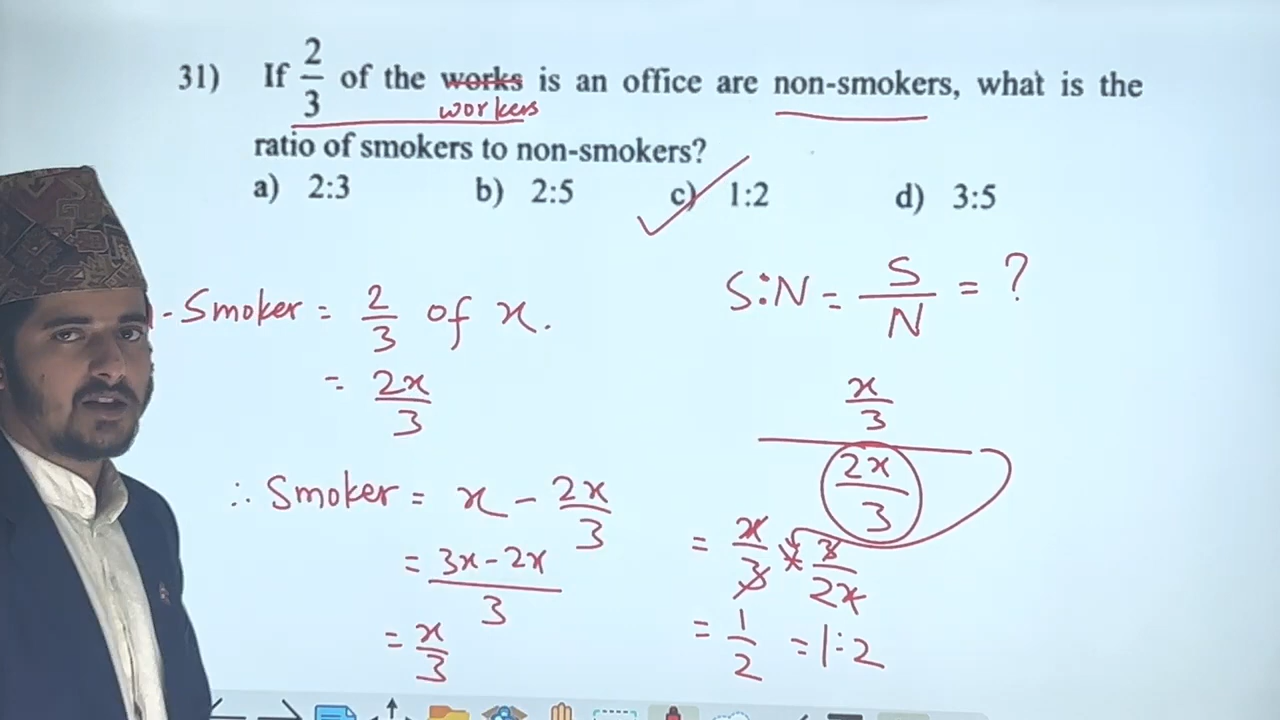 31) If 2/3 of the works is an office are non-smokers, what is the
workers
ratio of smokers to non-smokers?
a) 2:3 b) 2:5 c) 1:2 d) 3:5
- Smoker = 2/3 of x.
= 2x/3
∴ Smoker = x - 2x/3
= 3x-2x/3
= x/3
S:N = S/N = ?
x/3
2x/3
= x/3 × 3/2x
= 1/2 = 1:2